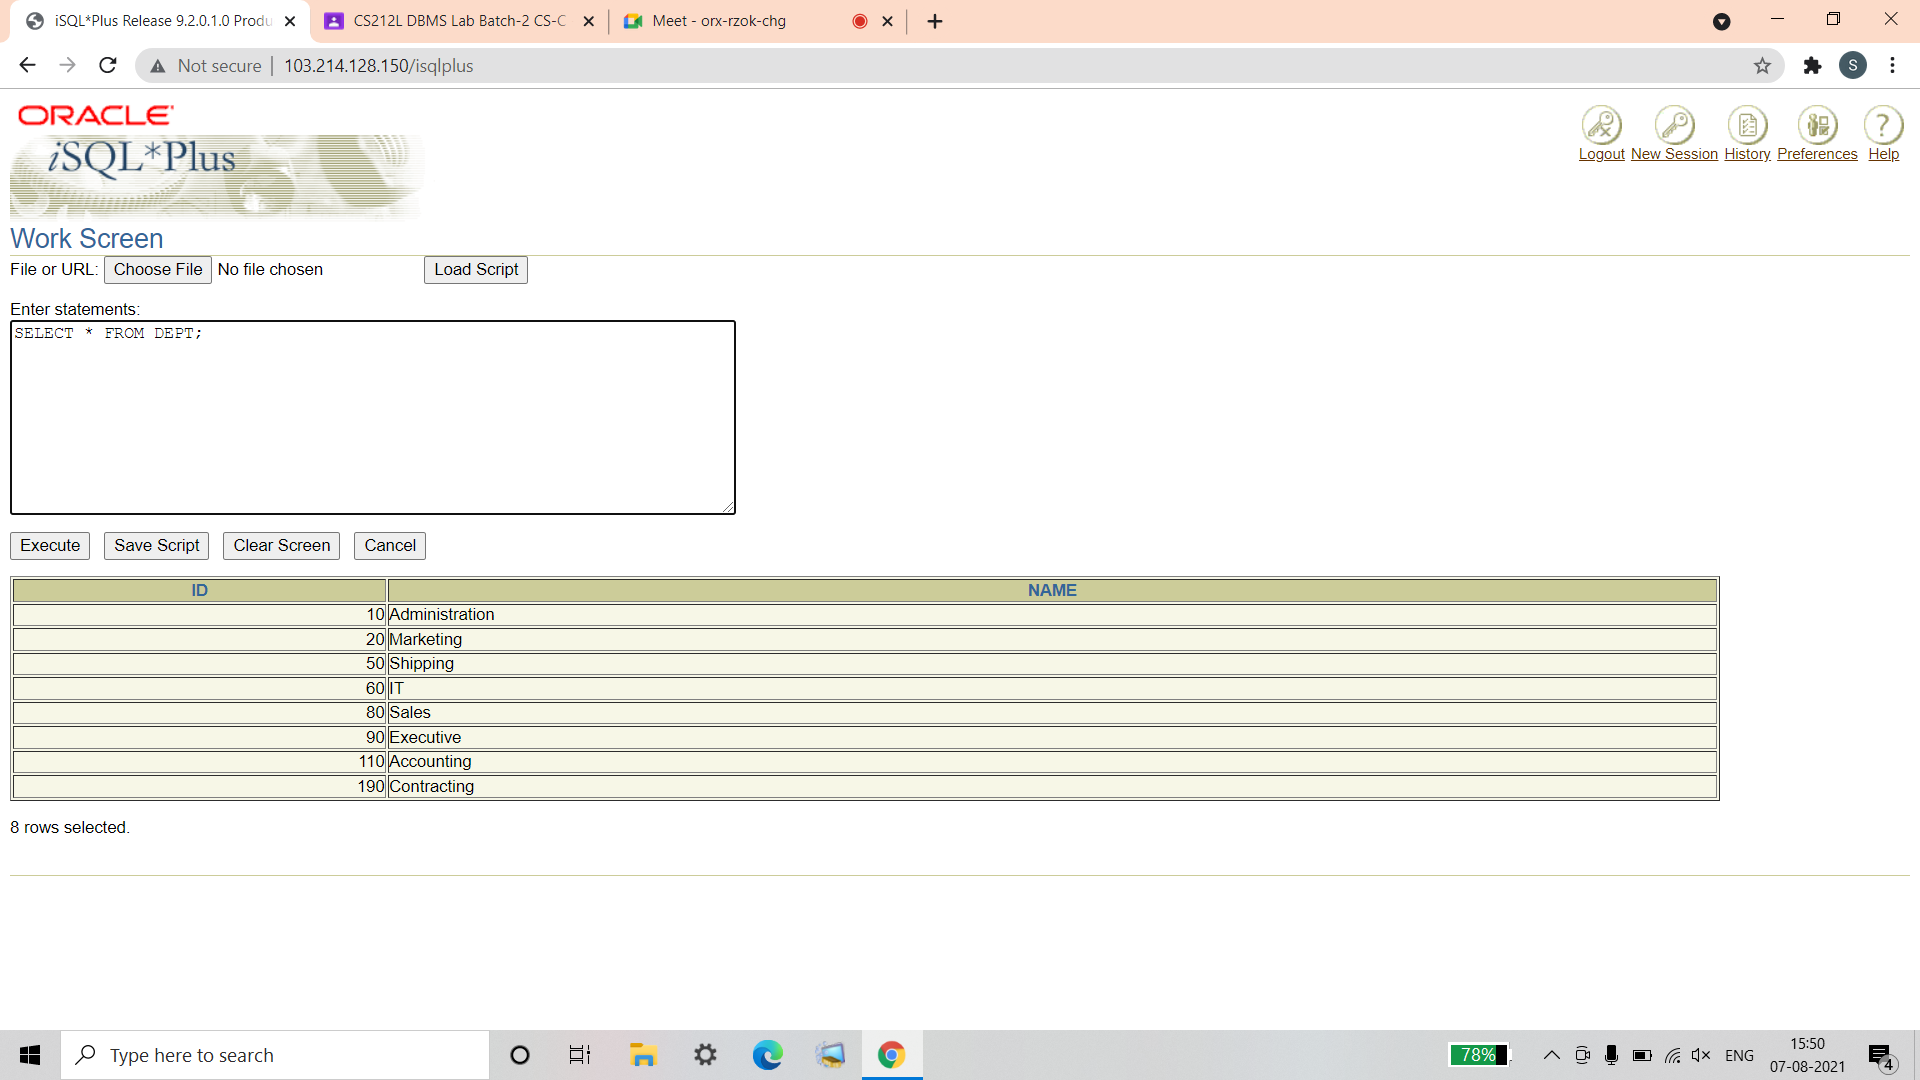 iSQL*Plus Release 9.2.0.1.0 Produ
CS212L DBMS Lab Batch-2 CS-C
Meet - orx-rzok-chg
Not secure
103.214.128.150/isqlplus
S
ORACLE
iSQL*Plus
Logout New Session History Preferences Help
Work Screen
File or URL: Choose File No file chosen Load Script
Enter statements:
SELECT * FROM DEPT;
Execute Save Script Clear Screen Cancel
ID NAME
10 Administration
20 Marketing
50 Shipping
60 IT
80 Sales
90 Executive
110 Accounting
190 Contracting
8 rows selected.
Type here to search
78%
ENG
15:50
07-08-2021
4